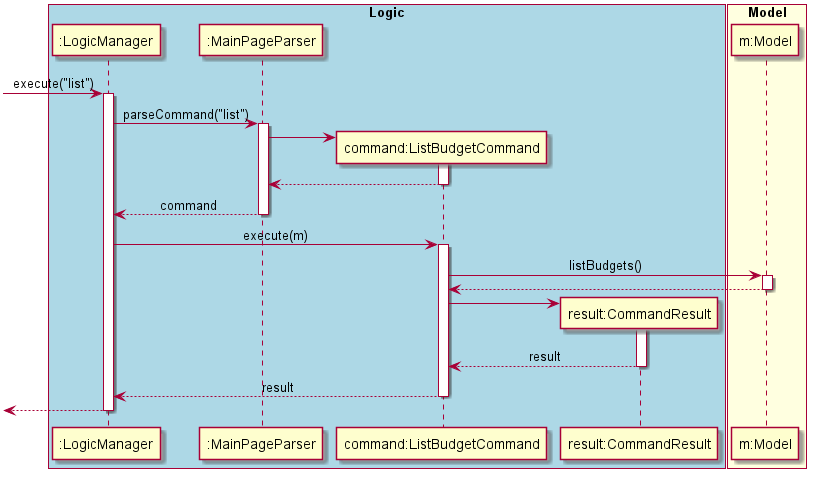 Logic
Model
:LogicManager
:MainPageParser
m:Model
execute("list")
parseCommand("list")
command:ListBudgetCommand
command
execute(m)
listBudgets()
result:CommandResult
result
result
:LogicManager
:MainPageParser
command:ListBudgetCommand
result:CommandResult
m:Model